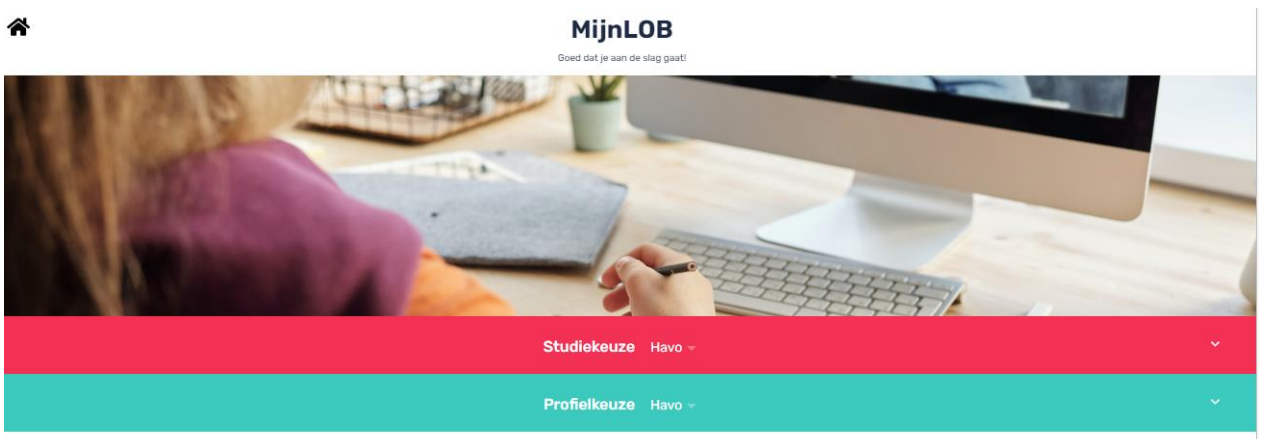 MijnLOB
Goed dat je aan de slag gaat!
Studiekeuze Havo
Profielkeuze Havo